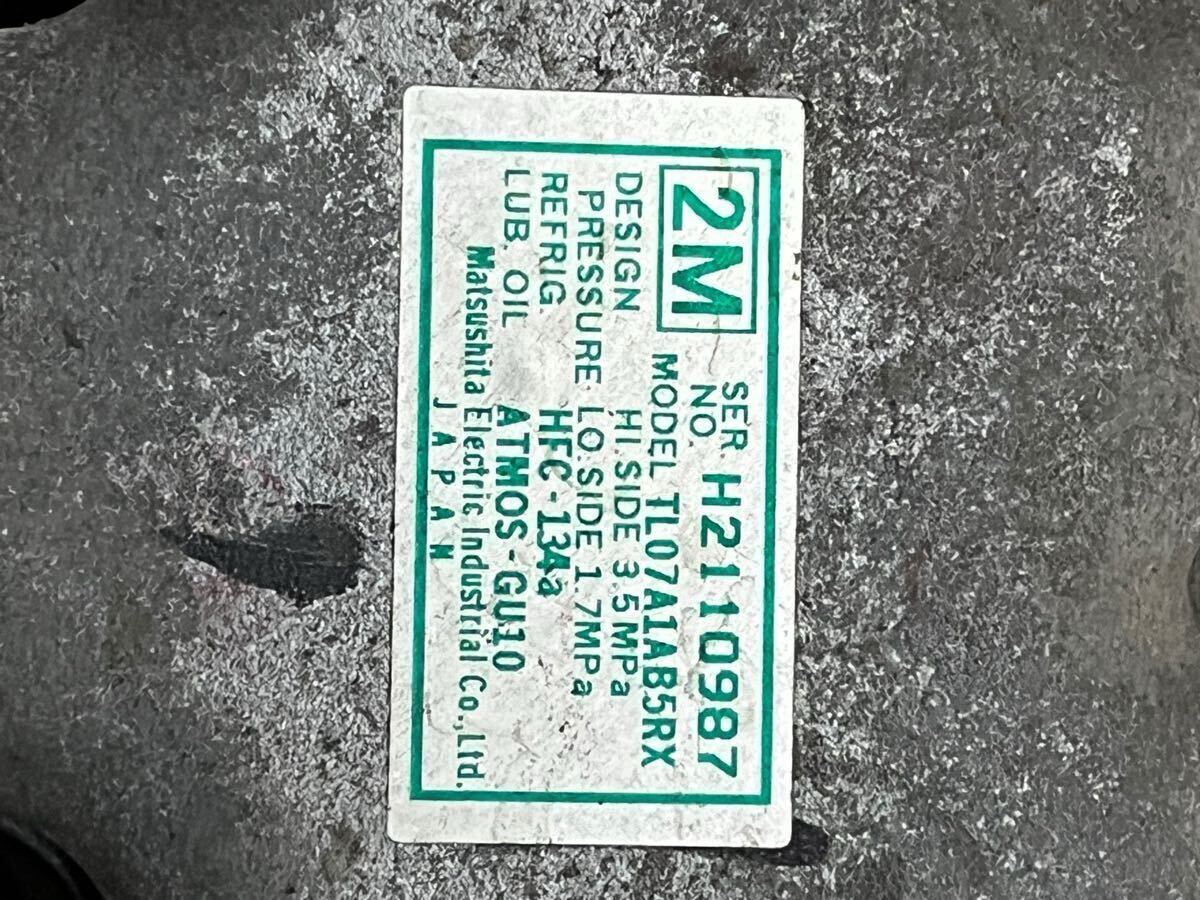 2M
SER. NO. H2110987
MODEL TL07A1AB5RX
DESIGN HI.SIDE 3.5MPa
PRESSURE LO.SIDE 1.7MPa
REFRIG. HFC-134a
LUB. OIL ATMOS-GU10
Matsushita Electric Industrial Co.,Ltd.
JAPAN